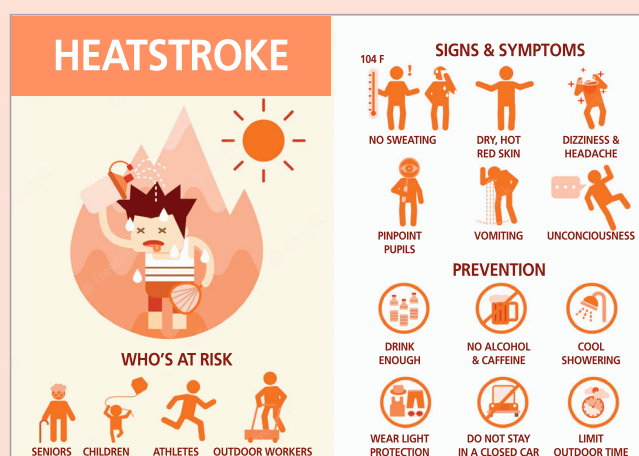 HEATSTROKE
WHO'S AT RISK
SENIORS
CHILDREN
ATHLETES
OUTDOOR WORKERS
SIGNS & SYMPTOMS
104 F
NO SWEATING
DRY, HOT
RED SKIN
DIZZINESS &
HEADACHE
PINPOINT
PUPILS
VOMITING
UNCONCIOUSNESS
PREVENTION
DRINK
ENOUGH
NO ALCOHOL
& CAFFEINE
COOL
SHOWERING
WEAR LIGHT
PROTECTION
DO NOT STAY
IN A CLOSED CAR
LIMIT
OUTDOOR TIME